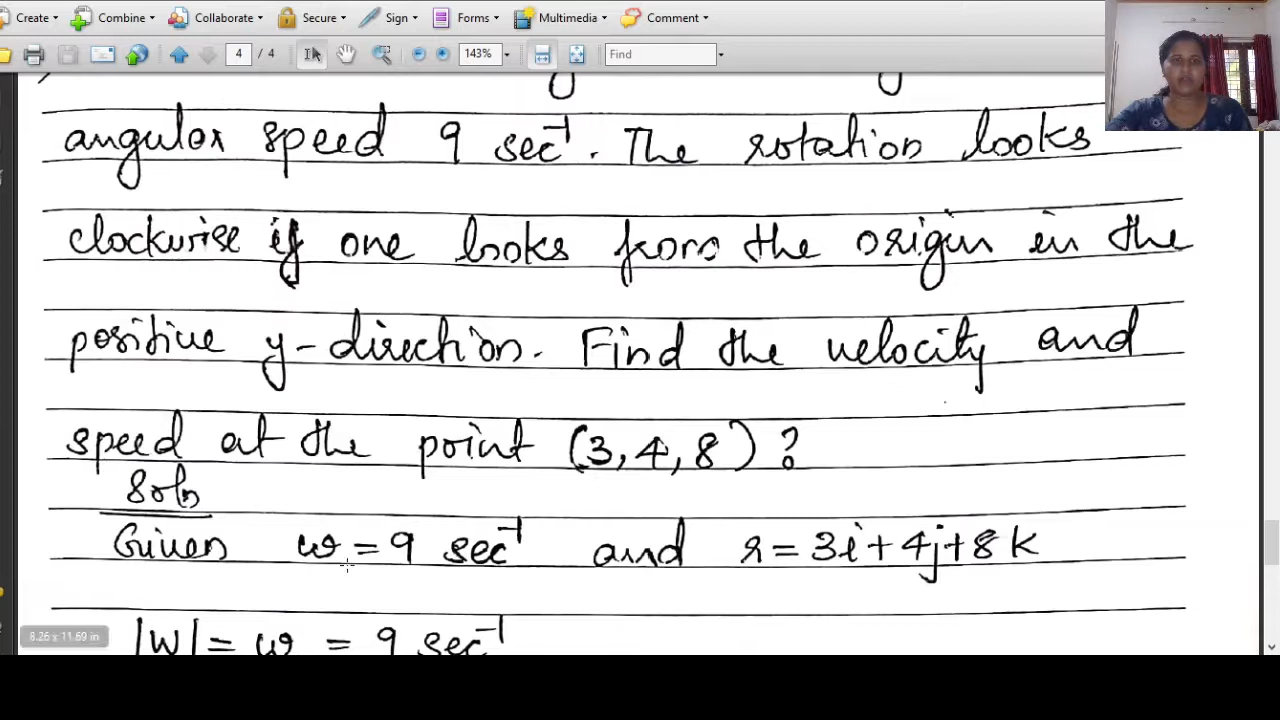 Create Combine Collaborate Secure Sign Forms Multimedia Comment
4 / 4 143% Find
angular speed 9 sec⁻¹. The rotation looks
clockwise if one looks from the origin in the
positive y-direction. Find the velocity and
speed at the point (3, 4, 8) ?
Soln
Given w = 9 sec⁻¹ and r = 3i + 4j + 8k
|W| = w = 9 sec⁻¹
8.26 x 11.69 in